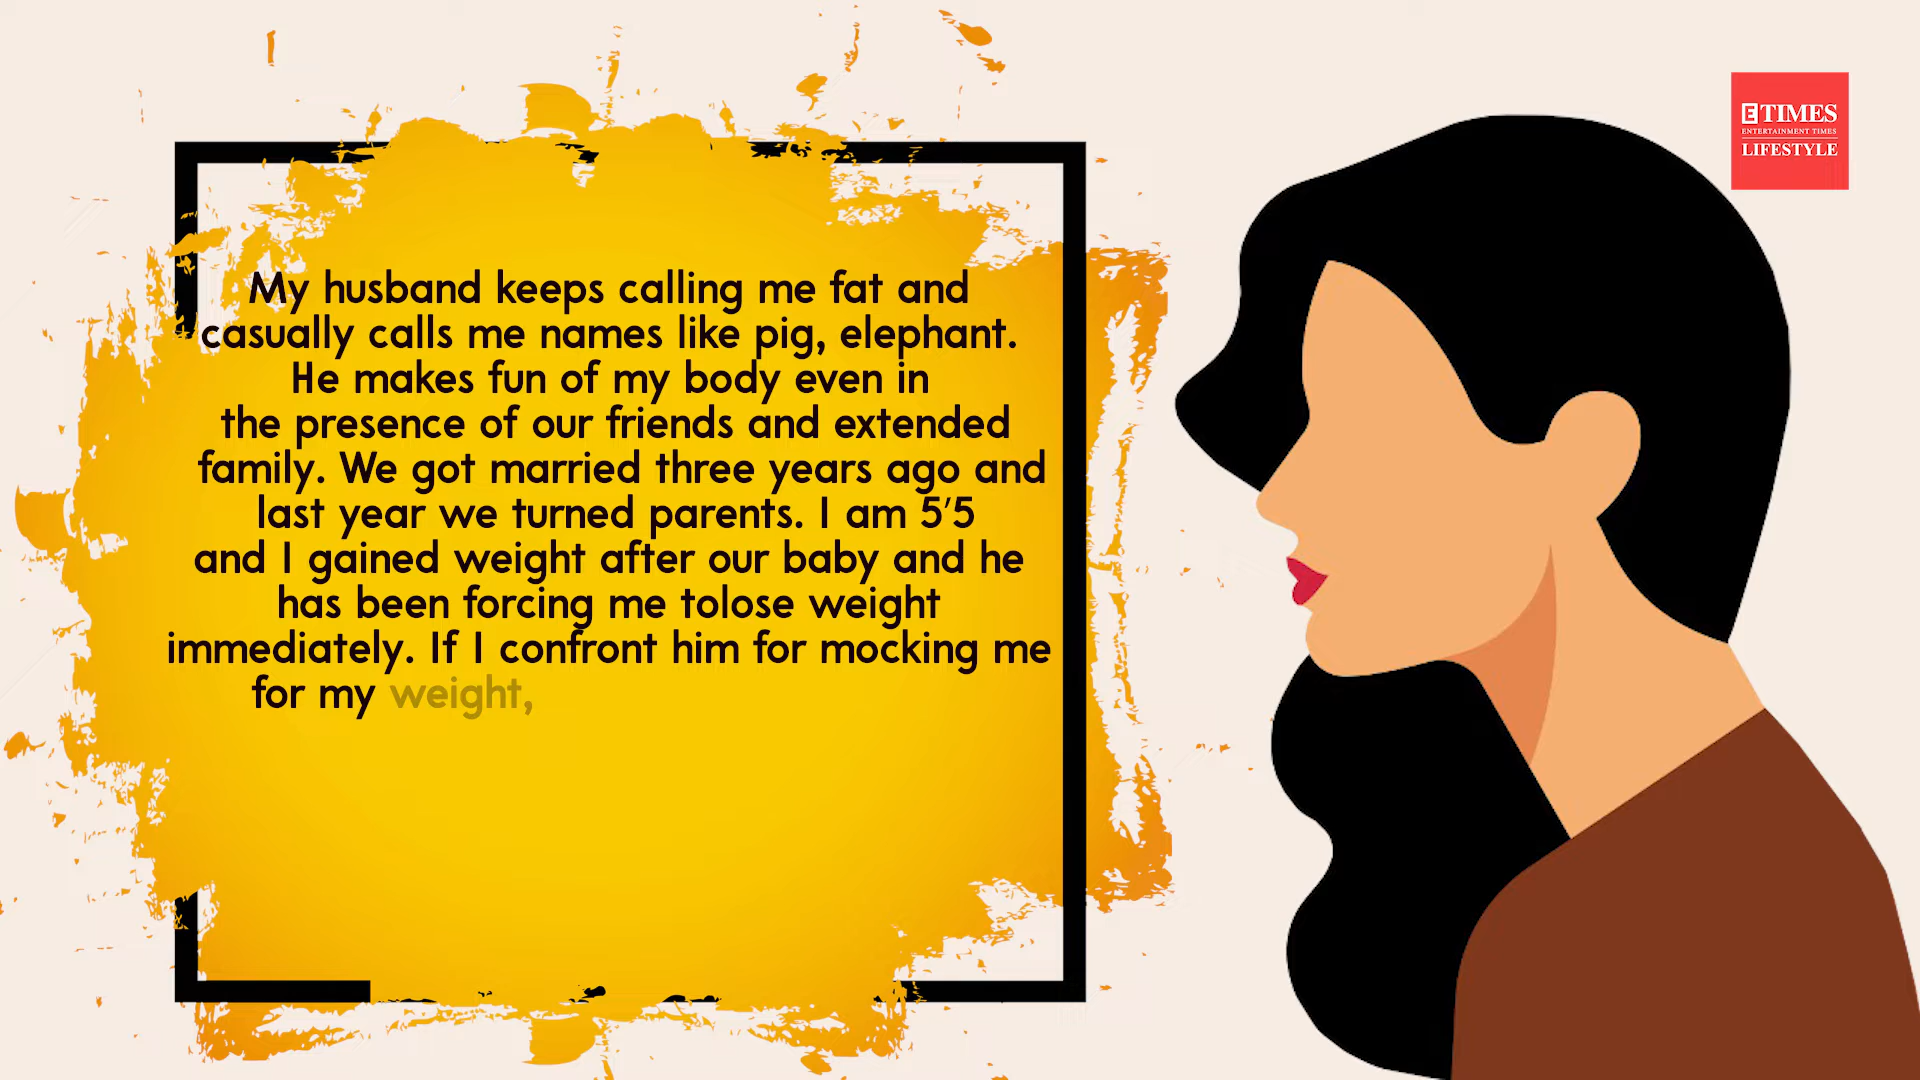 My husband keeps calling me fat and
casually calls me names like pig, elephant.
He makes fun of my body even in
the presence of our friends and extended
family. We got married three years ago and
last year we turned parents. I am 5'5
and I gained weight after our baby and he
has been forcing me tolose weight
immediately. If I confront him for mocking me
for my weight,
ETIMES
ENTERTAINMENT TIMES
LIFESTYLE